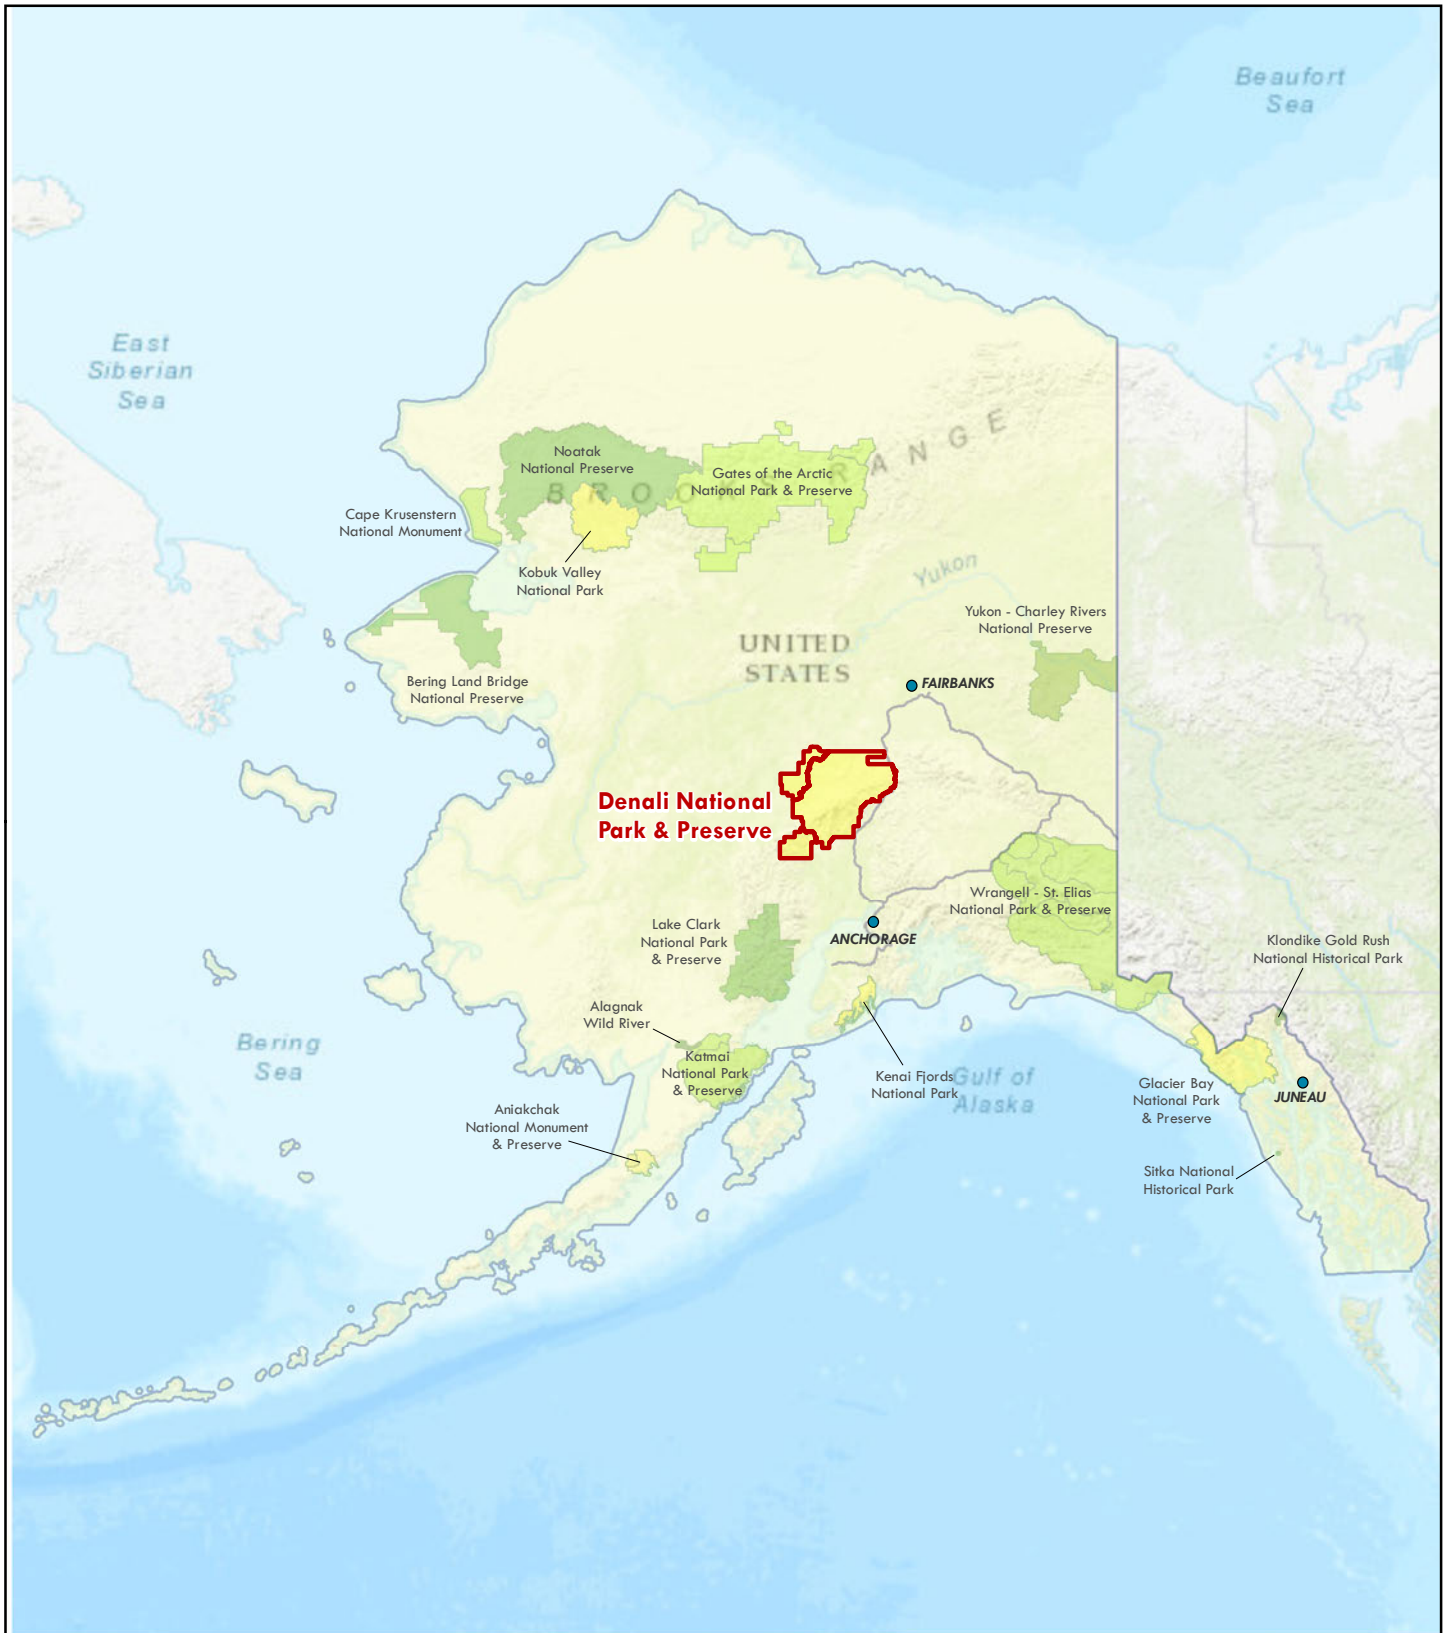 Beaufort
Sea
East
Siberian
Sea
BROOKS RANGE
Noatak
National Preserve
Gates of the Arctic
National Park & Preserve
Cape Krusenstern
National Monument
Kobuk Valley
National Park
Yukon
Yukon - Charley Rivers
National Preserve
UNITED
STATES
Bering Land Bridge
National Preserve
FAIRBANKS
Denali National
Park & Preserve
Wrangell - St. Elias
National Park & Preserve
Lake Clark
National Park
& Preserve
ANCHORAGE
Klondike Gold Rush
National Historical Park
Alagnak
Wild River
Bering
Sea
Katmai
National Park
& Preserve
Kenai Fjords
National Park
Gulf of
Alaska
Glacier Bay
National Park
& Preserve
JUNEAU
Aniakchak
National Monument
& Preserve
Sitka National
Historical Park